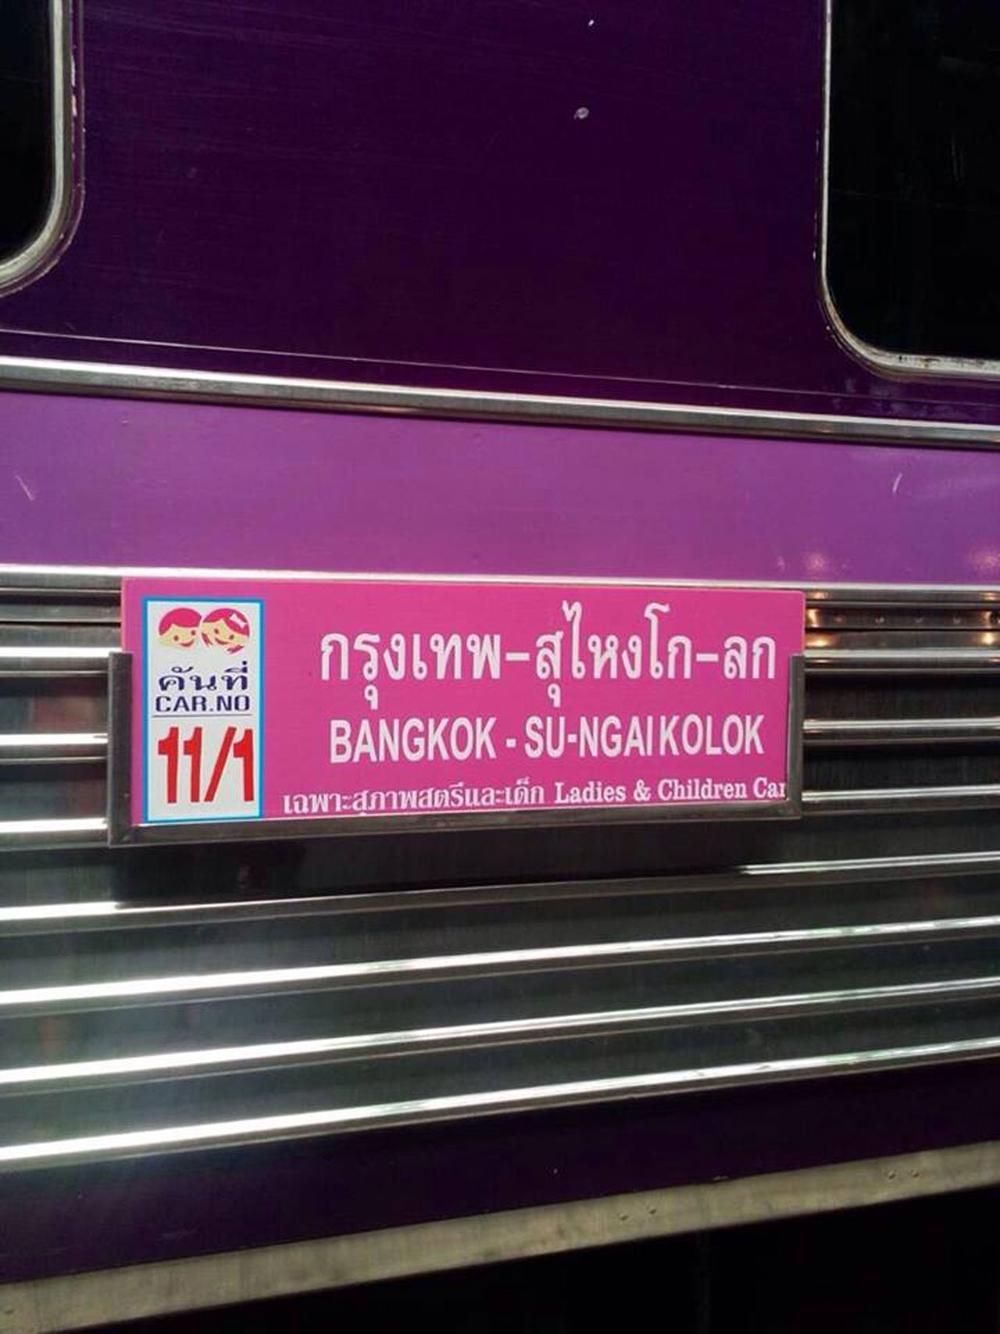 คันที่
CAR.NO
11/1
กรุงเทพ-สุไหงโก-ลก
BANGKOK - SU-NGAI KOLOK
เฉพาะสุภาพสตรีและเด็ก Ladies & Children Car